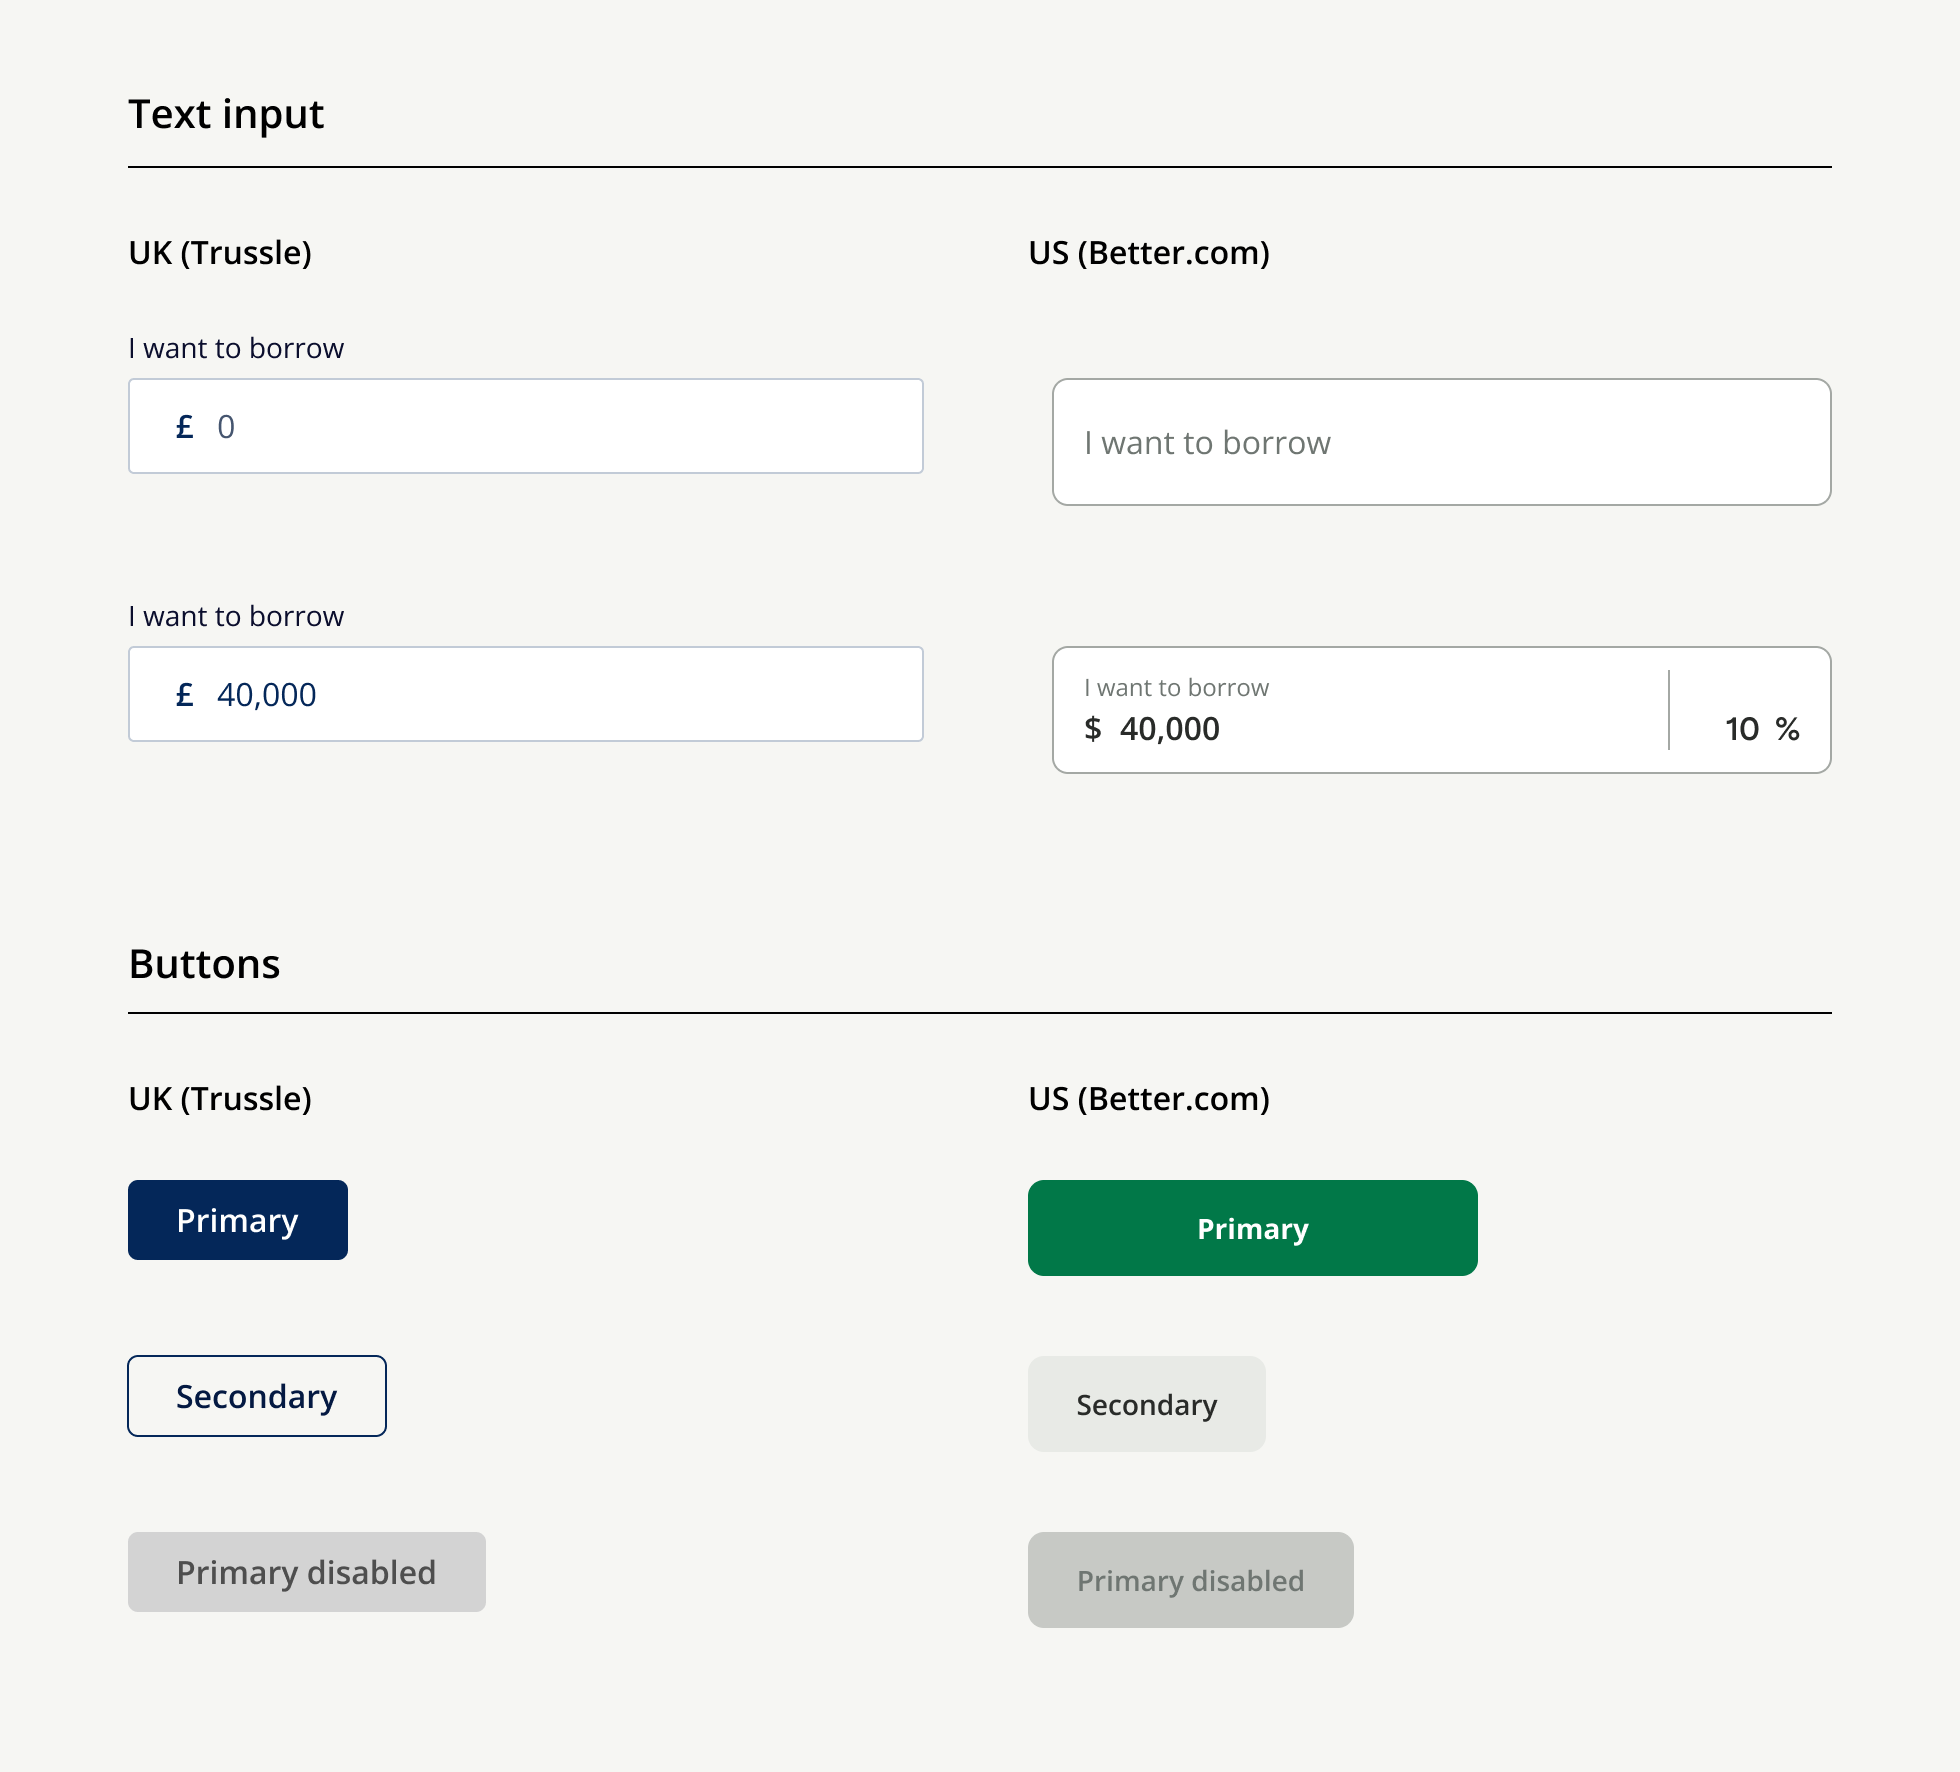 Text input
UK (Trussle)
US (Better.com)
I want to borrow
£ 0
I want to borrow
I want to borrow
£ 40,000
I want to borrow
$ 40,000
10 %
Buttons
UK (Trussle)
US (Better.com)
Primary
Primary
Secondary
Secondary
Primary disabled
Primary disabled